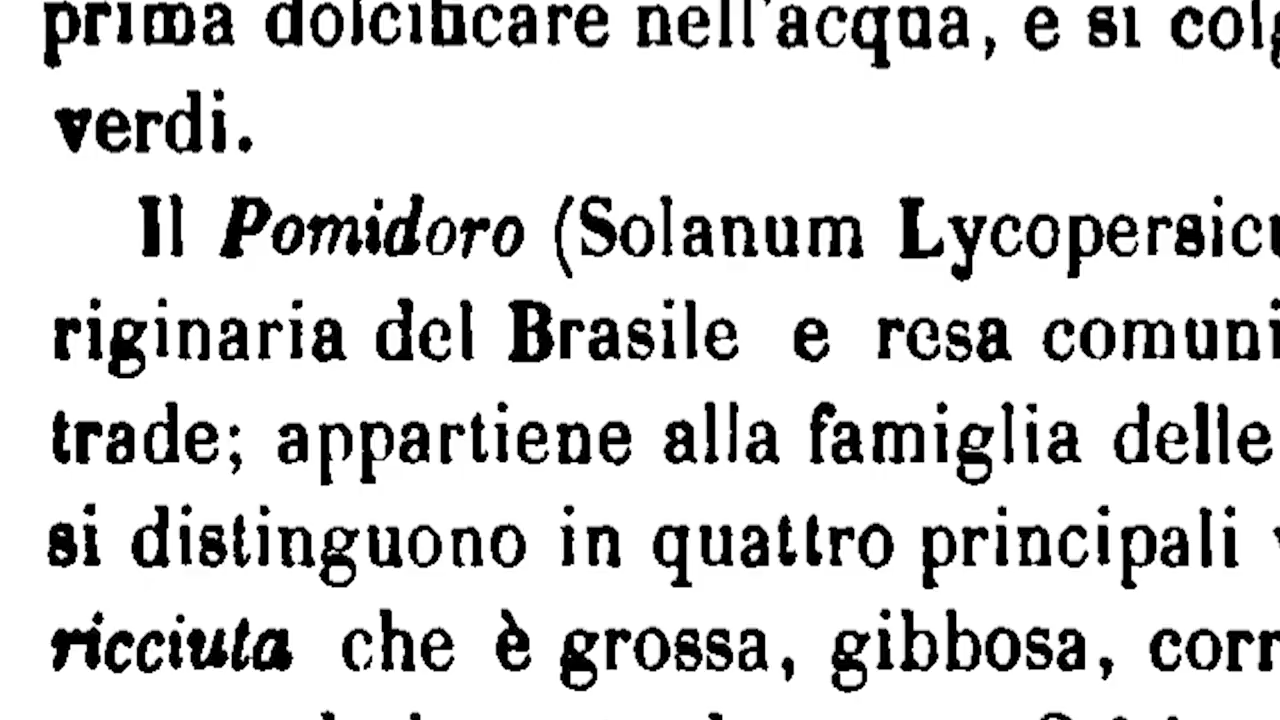 prima dolcificare nell'acqua, e si colg
verdi.
Il Pomidoro (Solanum Lycopersicu
riginaria del Brasile e resa comuni
trade; appartiene alla famiglia delle
si distinguono in quattro principali
ricciuta che è grossa, gibbosa, corr